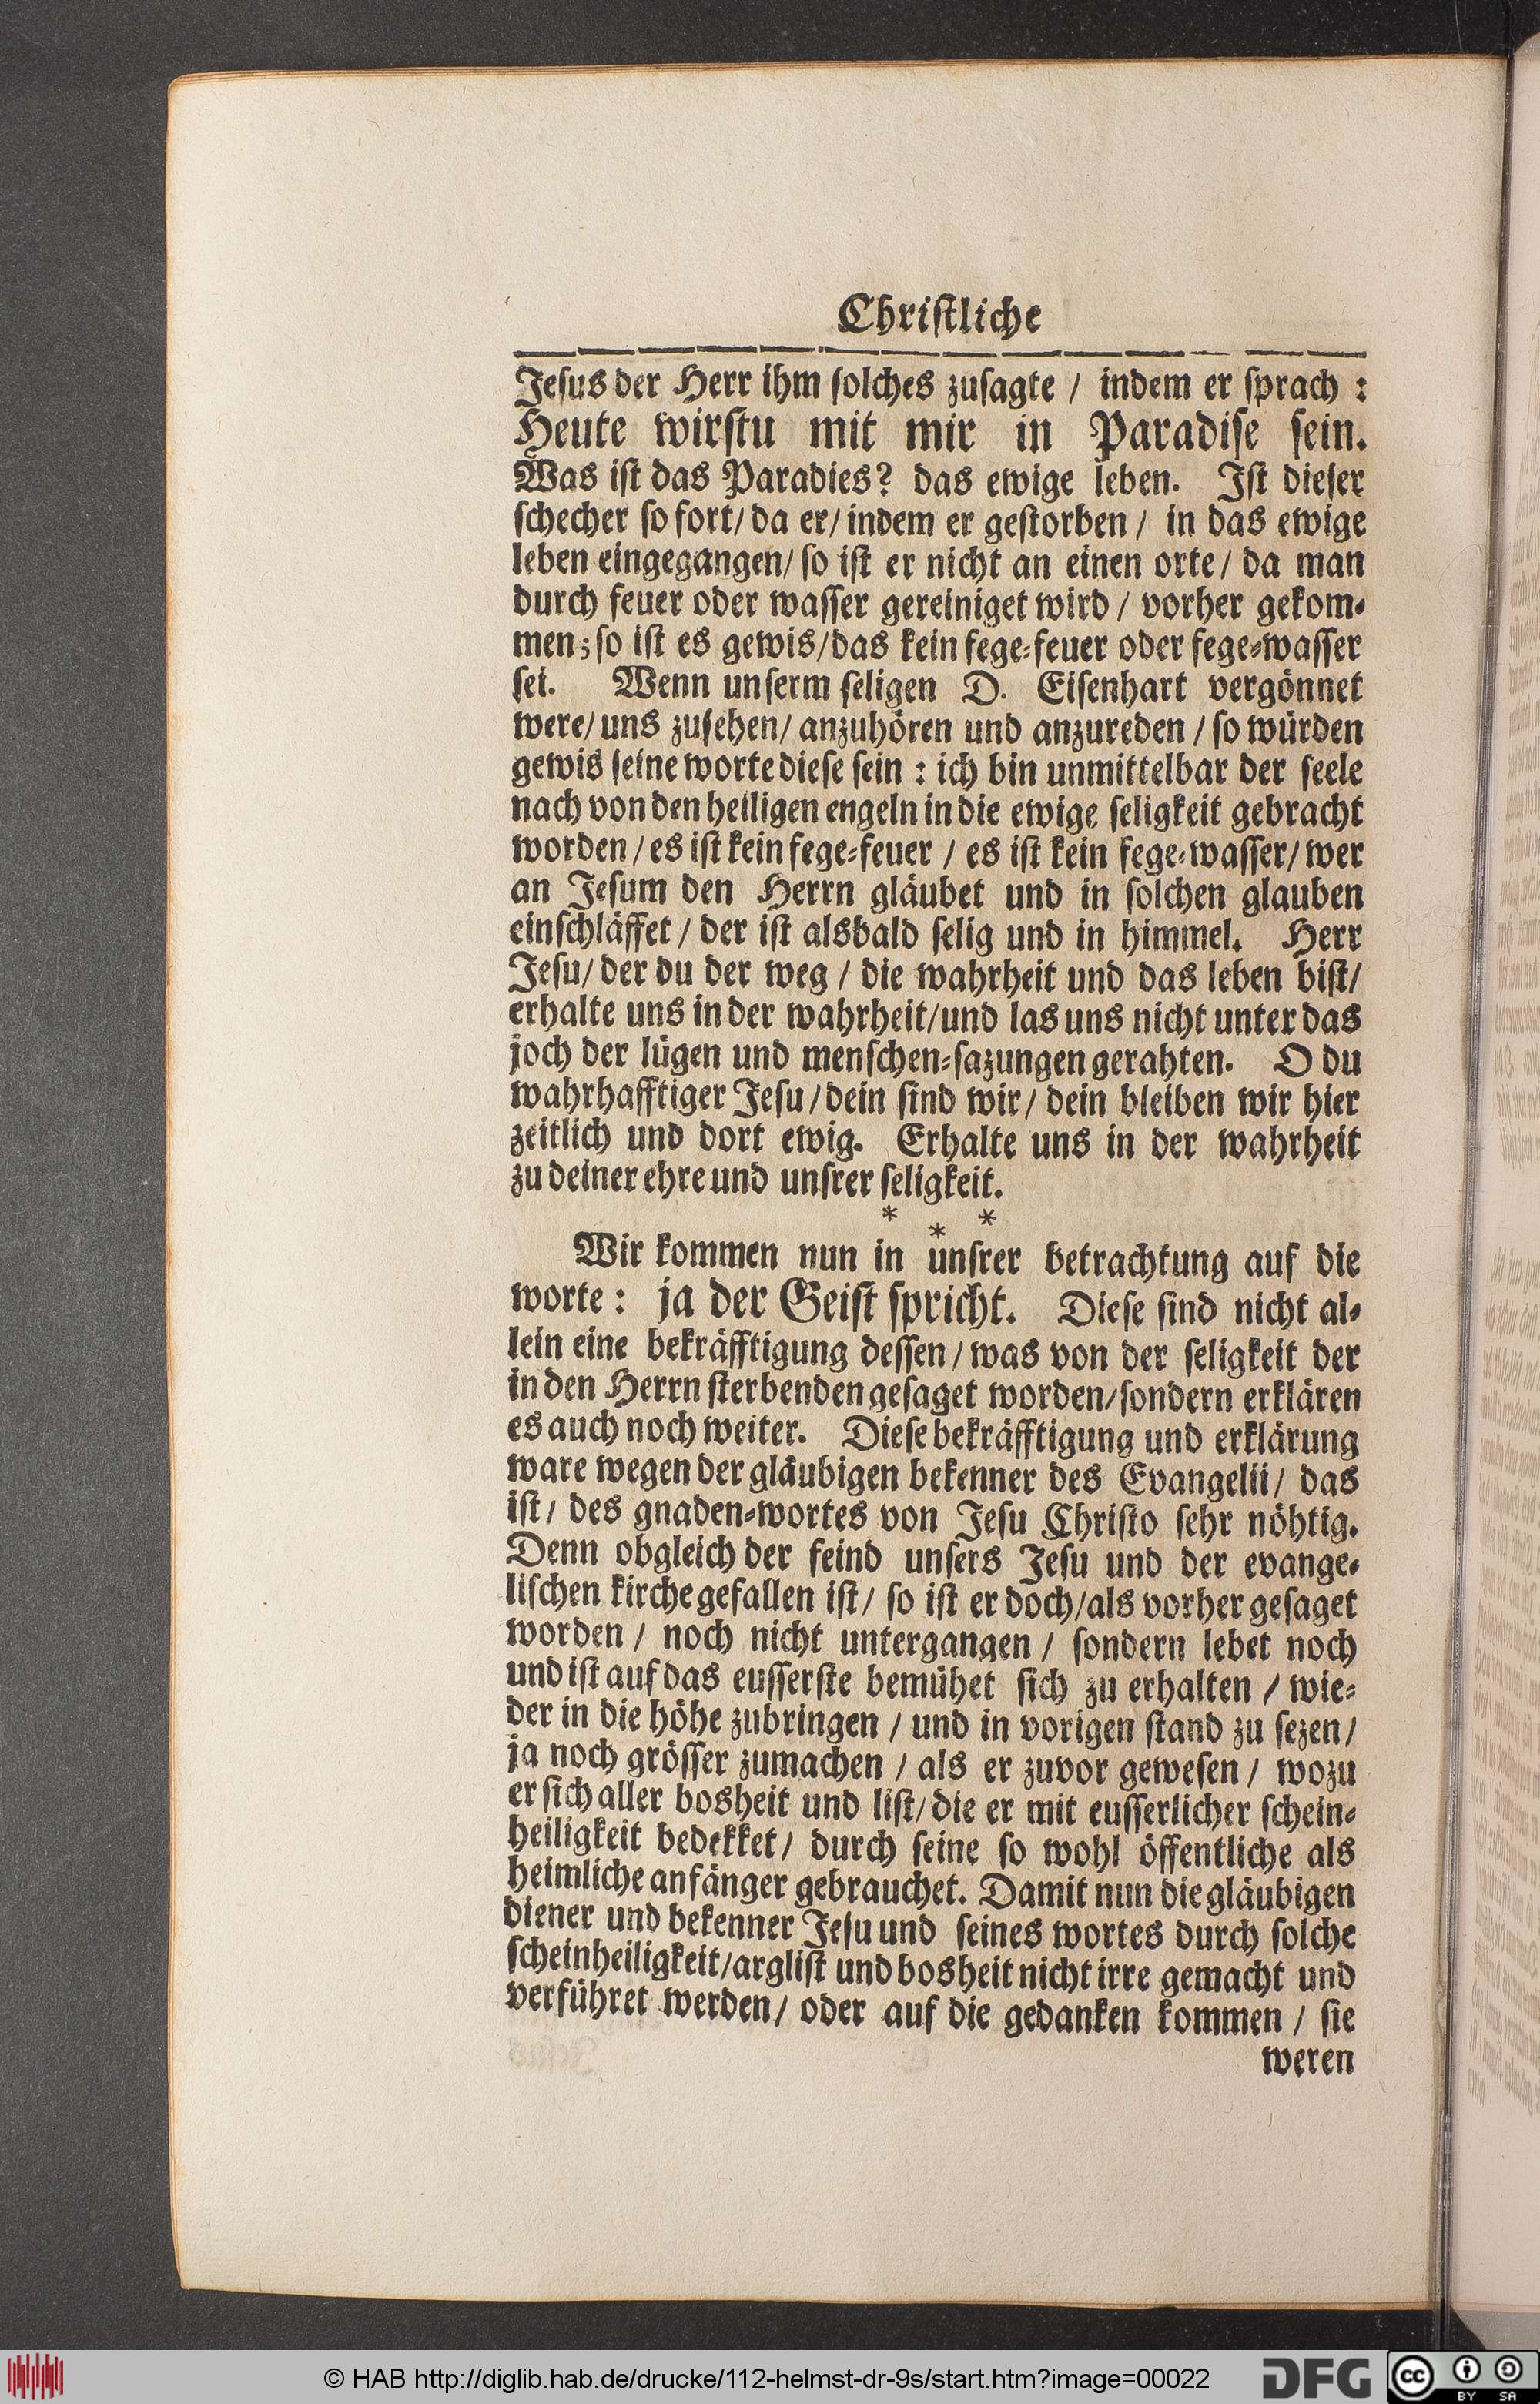 Christliche
Jesus der Herr ihm solches zusagte / indem er sprach :
Heute wirstu mit mir in Paradise sein.
Was ist das Paradies? das ewige leben. Ist dieser
schecher so fort/ da er/ indem er gestorben / in das ewige
leben eingegangen/ so ist er nicht an einen orte/ da man
durch feuer oder wasser gereiniget wird / vorher gekom-
men; so ist es gewis/das kein fege-feuer oder fege-wasser
sei. Wenn unserm seligen D. Eisenhart vergönnet
were/ uns zusehen/ anzuhören und anzureden / so würden
gewis seine worte diese sein : ich bin unmittelbar der seele
nach von den heiligen engeln in die ewige seligkeit gebracht
worden / es ist kein fege-feuer / es ist kein fege-wasser/ wer
an Jesum den Herrn gläubet und in solchen glauben
einschläffet / der ist alsbald selig und in himmel. Herr
Jesu/ der du der weg / die wahrheit und das leben bist/
erhalte uns in der wahrheit/und las uns nicht unter das
joch der lügen und menschen-sazungen gerahten. O du
wahrhafftiger Jesu / dein sind wir/ dein bleiben wir hier
zeitlich und dort ewig. Erhalte uns in der wahrheit
zu deiner ehre und unsrer seligkeit.
* * *
Wir kommen nun in unsrer betrachtung auf die
worte : ja der Geist spricht. Diese sind nicht al-
lein eine bekräfftigung dessen / was von der seligkeit der
in den Herrn sterbenden gesaget worden/sondern erklären
es auch noch weiter. Diese bekräfftigung und erklärung
ware wegen der gläubigen bekenner des Evangelii/ das
ist/ des gnaden-wortes von Jesu Christo sehr nöhtig.
Denn obgleich der feind unsers Jesu und der evange-
lischen kirche gefallen ist/ so ist er doch/als vorher gesaget
worden / noch nicht untergangen / sondern lebet noch
und ist auf das eusserste bemühet sich zu erhalten / wie-
der in die höhe zubringen / und in vorigen stand zu sezen /
ja noch grösser zumachen / als er zuvor gewesen / wozu
er sich aller bosheit und list/ die er mit eusserlicher schein-
heiligkeit bedekket/ durch seine so wohl öffentliche als
heimliche anfänger gebrauchet. Damit nun die gläubigen
diener und bekenner Jesu und seines wortes durch solche
scheinheiligkeit/arglist und bosheit nicht irre gemacht und
verführet werden/ oder auf die gedanken kommen / sie
weren
© HAB http://diglib.hab.de/drucke/112-helmst-dr-9s/start.htm?image=00022
DFG
cc BY SA